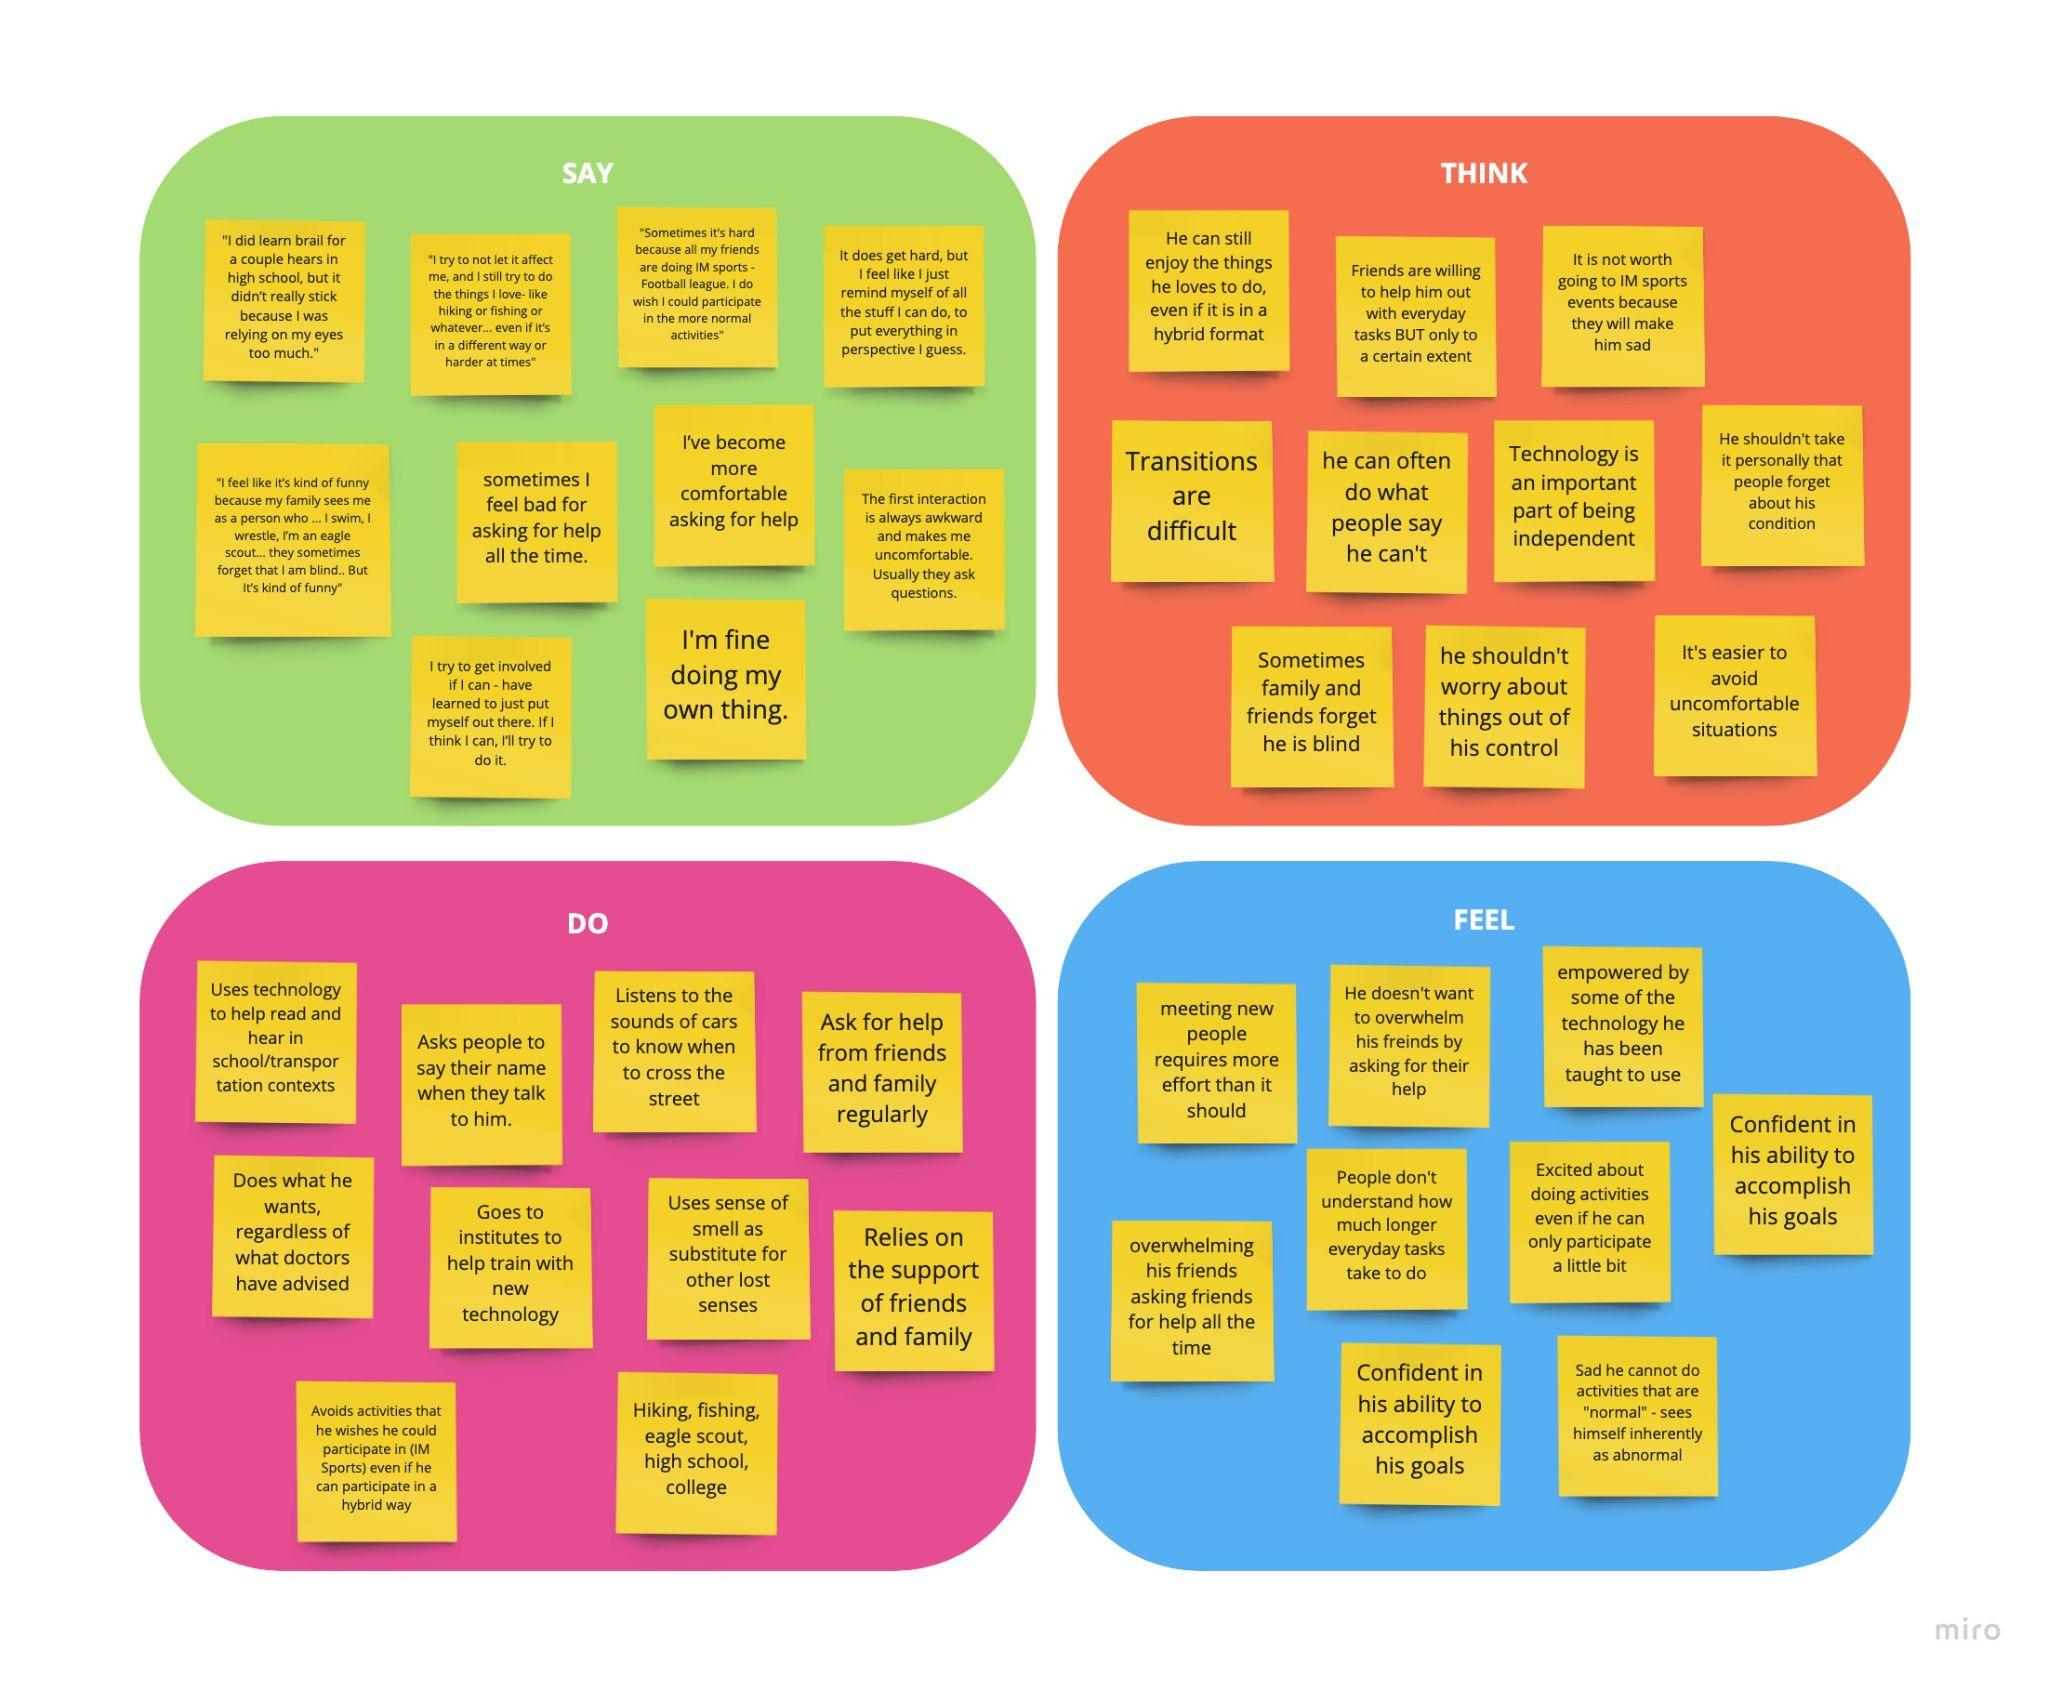 SAY
"I did learn brail for
a couple hears in
high school, but it
didn't really stick
because I was
relying on my eyes
too much."
"I try to not let it affect
me, and I still try to do
the things I love- like
hiking or fishing or
whatever... even if it's
in a different way or
harder at times"
"Sometimes it's hard
because all my friends
are doing IM sports -
Football league. I do
wish I could participate
in the more normal
activities"
It does get hard, but
I feel like I just
remind myself of all
the stuff I can do, to
put everything in
perspective I guess.
"I feel like it's kind of funny
because my family sees me
as a person who ... I swim, I
wrestle, I'm an eagle
scout... they sometimes
forget that I am blind.. But
It's kind of funny"
sometimes I
feel bad for
asking for help
all the time.
I've become
more
comfortable
asking for help
The first interaction
is always awkward
and makes me
uncomfortable.
Usually they ask
questions.
I try to get involved
if I can - have
learned to just put
myself out there. If I
think I can, I'll try to
do it.
I'm fine
doing my
own thing.
THINK
He can still
enjoy the things
he loves to do,
even if it is in a
hybrid format
Friends are willing
to help him out
with everyday
tasks BUT only to
a certain extent
It is not worth
going to IM sports
events because
they will make
him sad
Transitions
are
difficult
he can often
do what
people say
he can't
Technology is
an important
part of being
independent
He shouldn't take
it personally that
people forget
about his
condition
Sometimes
family and
friends forget
he is blind
he shouldn't
worry about
things out of
his control
It's easier to
avoid
uncomfortable
situations
DO
Uses technology
to help read and
hear in
school/transpor
tation contexts
Asks people to
say their name
when they talk
to him.
Listens to the
sounds of cars
to know when
to cross the
street
Ask for help
from friends
and family
regularly
Does what he
wants,
regardless of
what doctors
have advised
Goes to
institutes to
help train with
new
technology
Uses sense of
smell as
substitute for
other lost
senses
Relies on
the support
of friends
and family
Avoids activities that
he wishes he could
participate in (IM
Sports) even if he
can participate in a
hybrid way
Hiking, fishing,
eagle scout,
high school,
college
FEEL
meeting new
people
requires more
effort than it
should
He doesn't want
to overwhelm
his freinds by
asking for their
help
empowered by
some of the
technology he
has been
taught to use
Confident in
his ability to
accomplish
his goals
overwhelming
his friends
asking friends
for help all the
time
People don't
understand how
much longer
everyday tasks
take to do
Excited about
doing activities
even if he can
only participate
a little bit
Confident in
his ability to
accomplish
his goals
Sad he cannot do
activities that are
"normal" - sees
himself inherently
as abnormal
miro